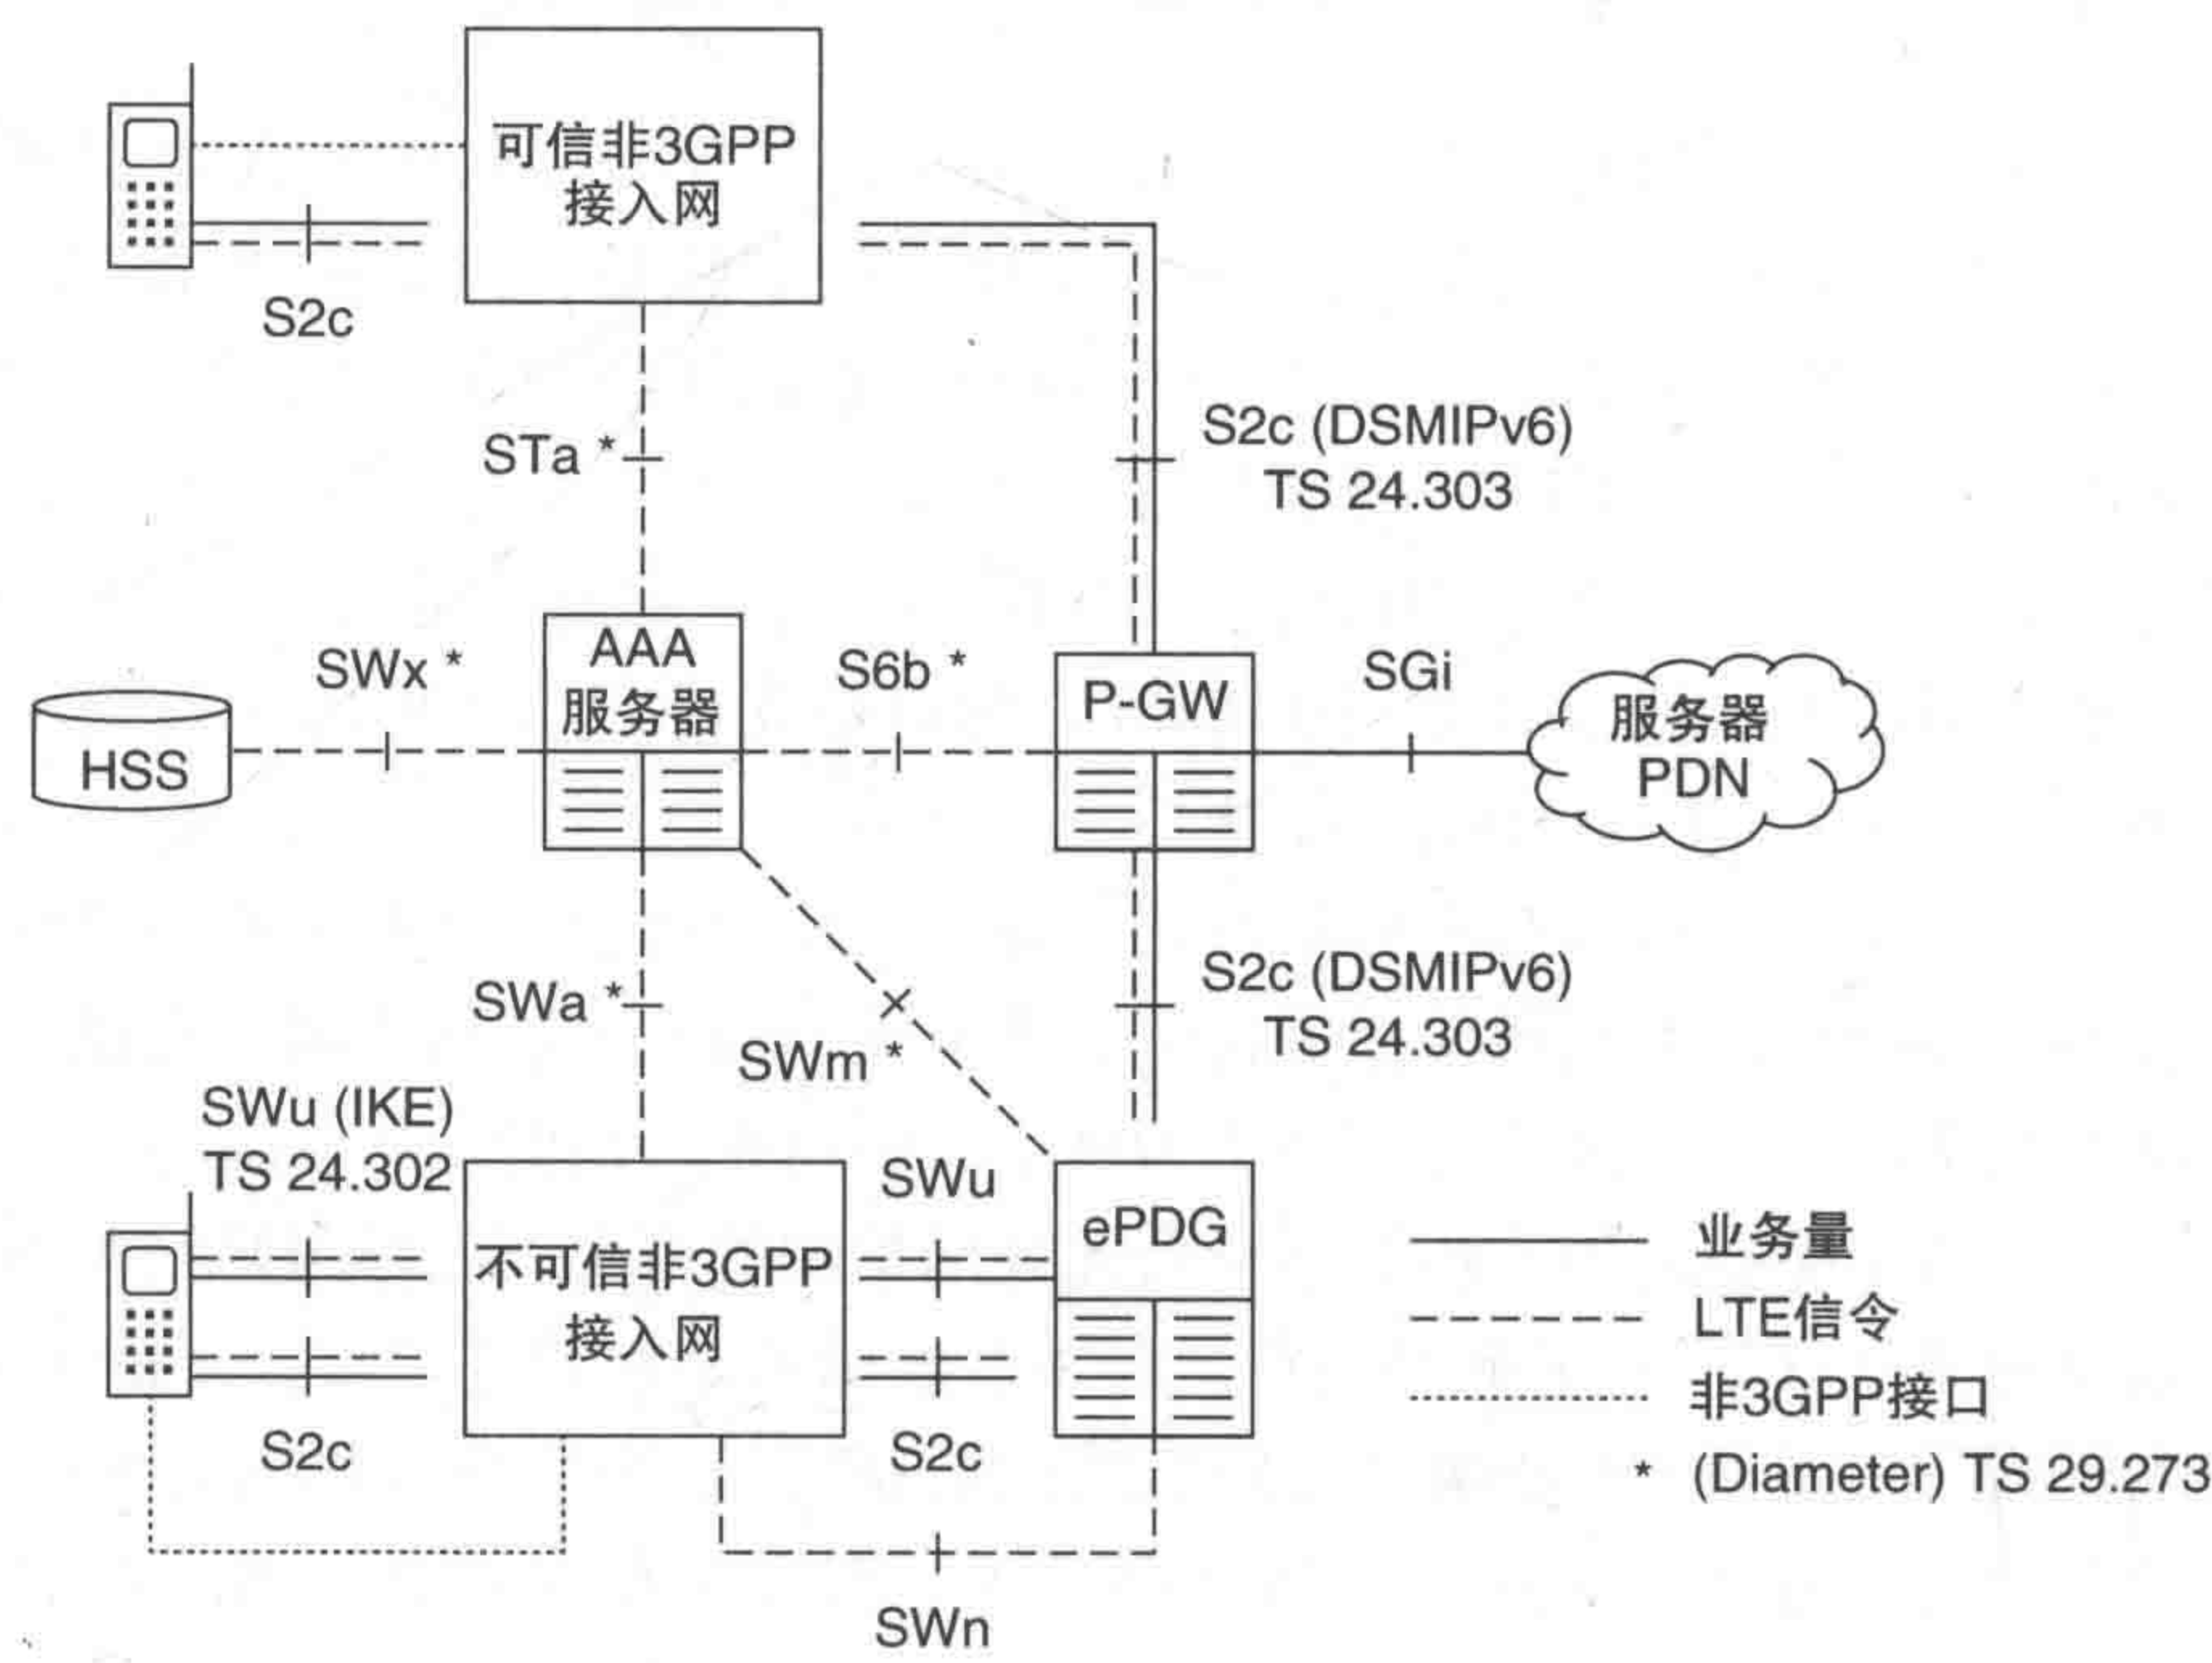 可信非3GPP
接入网
S2c
STa *
S2c (DSMIPv6)
TS 24.303
SWx *
AAA
服务器
S6b *
P-GW
SGi
服务器
PDN
HSS
SWa *
SWm *
S2c (DSMIPv6)
TS 24.303
SWu (IKE)
TS 24.302
不可信非3GPP
接入网
SWu
ePDG
S2c
S2c
SWn
业务量
LTE信令
非3GPP接口
* (Diameter) TS 29.273